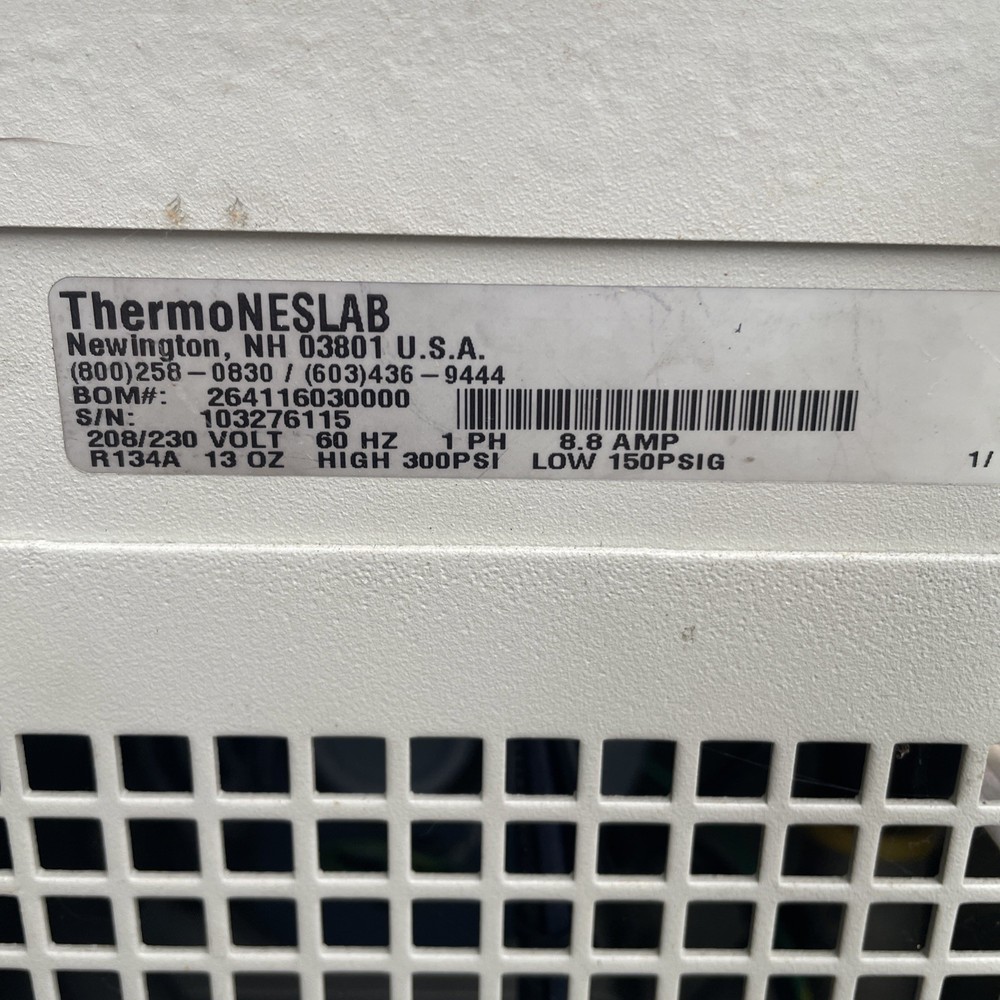 ThermoNESLAB
Newington, NH 03801 U.S.A.
(800)258-0830 / (603)436-9444
BOM#: 264116030000
S/N: 103276115
208/230 VOLT 60 HZ 1 PH 8.8 AMP
R134A 13 OZ HIGH 300PSI LOW 150PSIG 1/